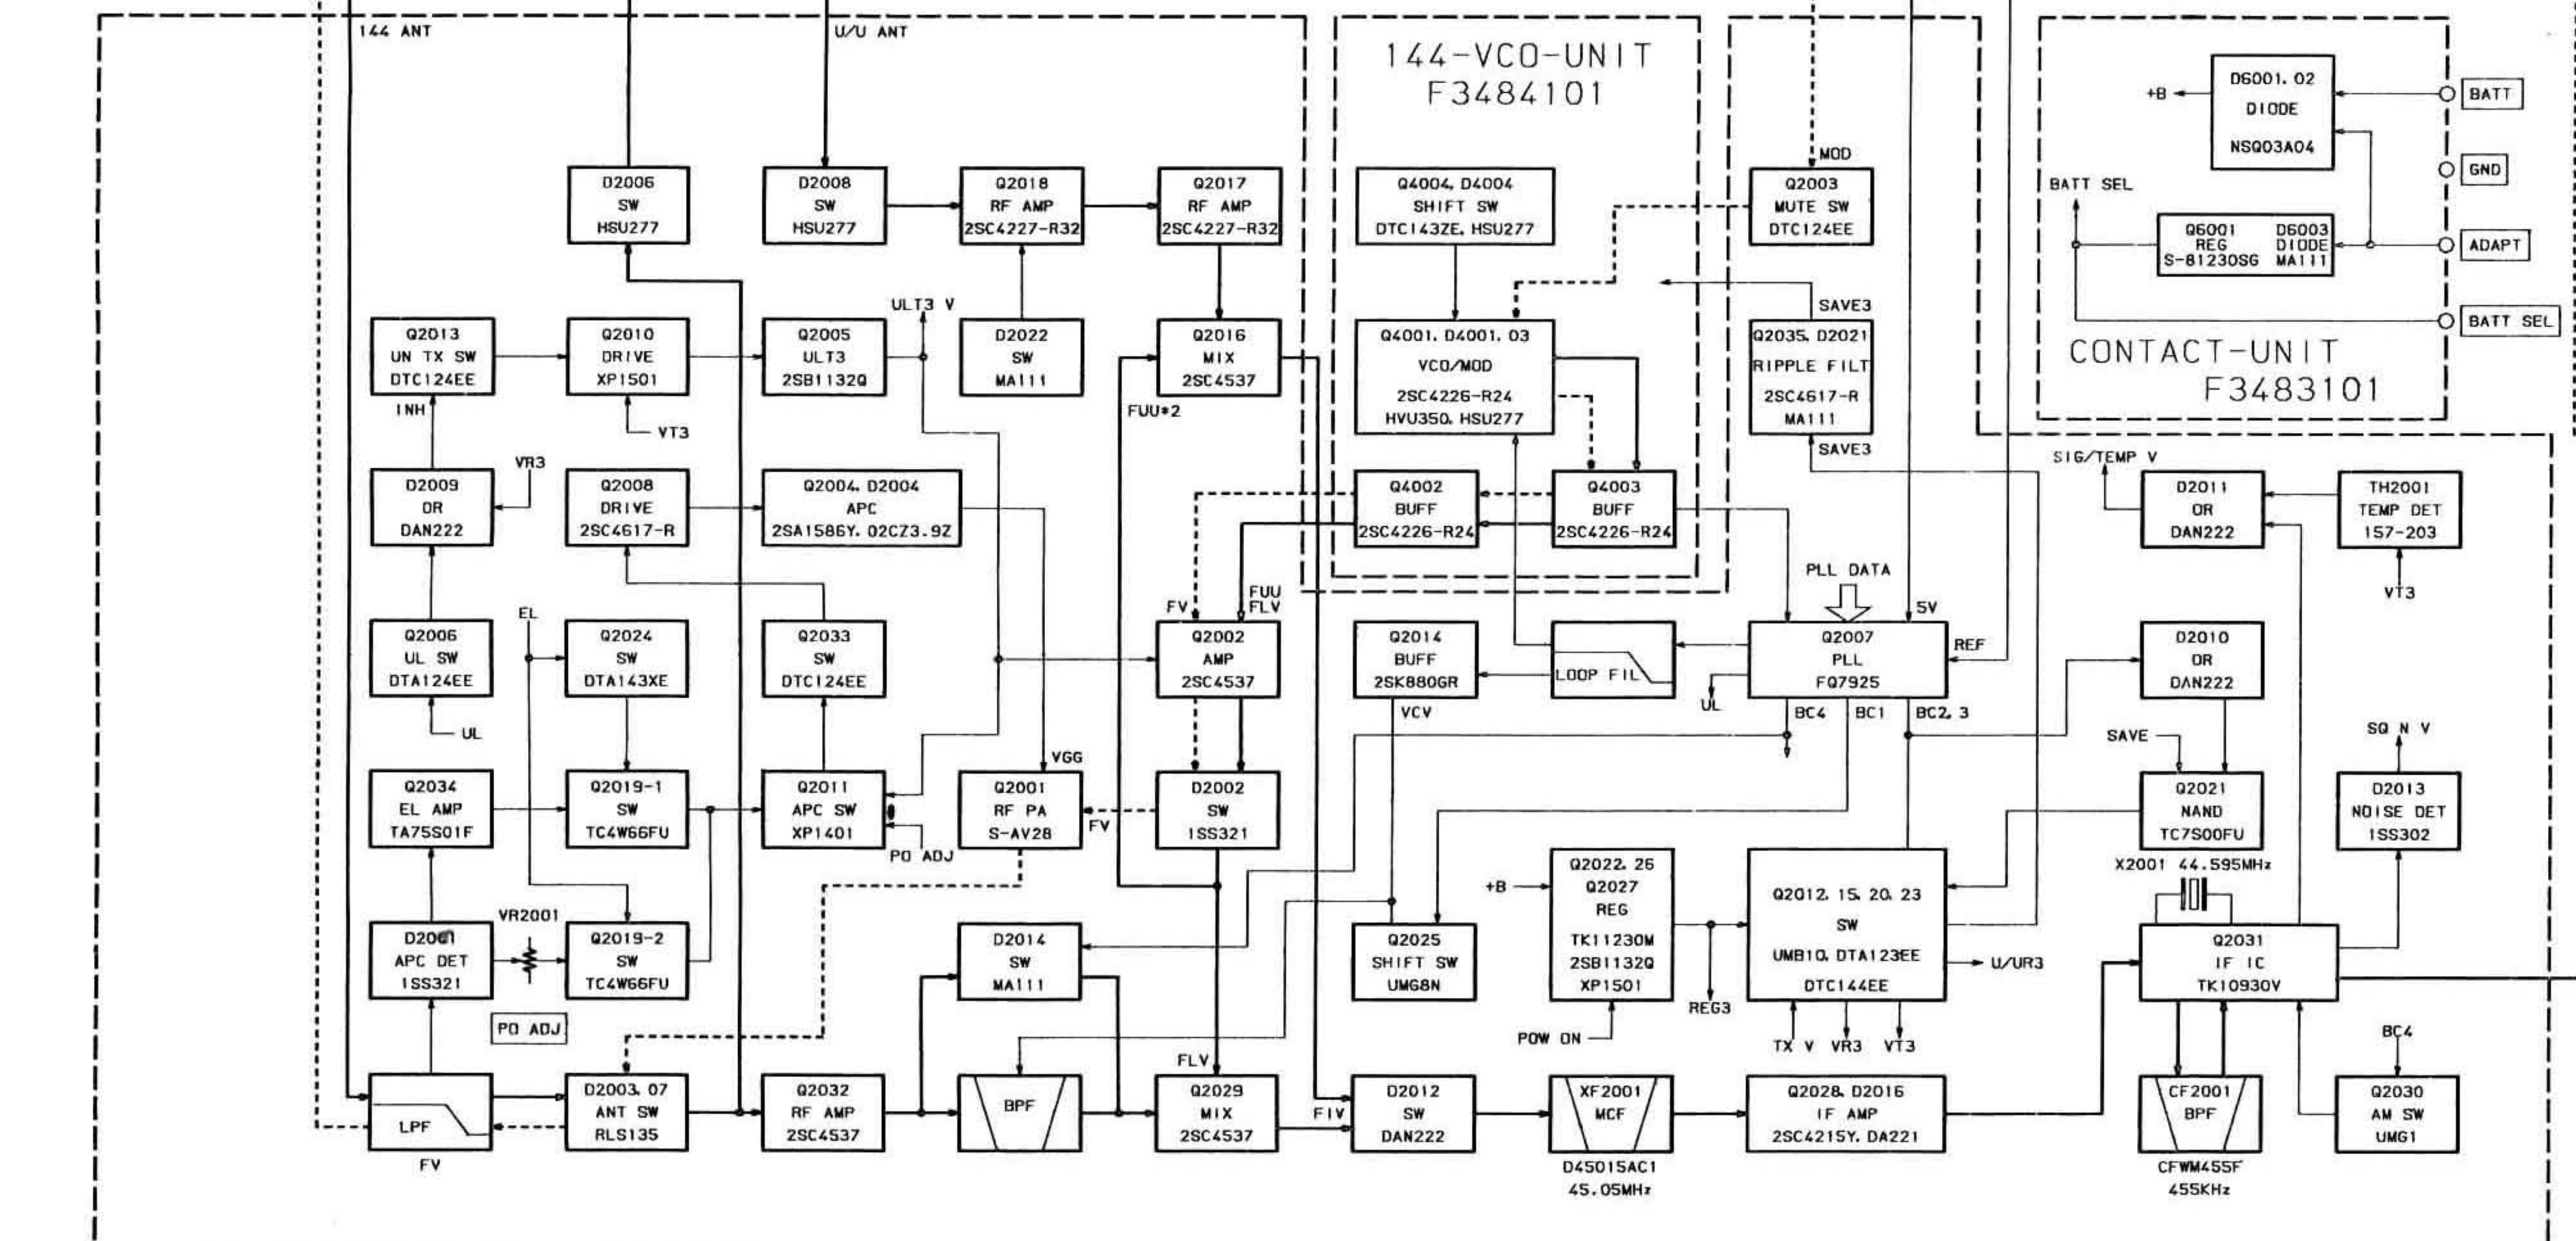 144 ANT
U/U ANT
144-VCO-UNIT
F3484101
D6001.02
DIODE
NSQ03A04
+B
BATT
GND
ADAPT
BATT SEL
BATT SEL
Q6001
REG
S-81230SG
D6003
DIODE
MA111
CONTACT-UNIT
F3483101
D2006
SW
HSU277
D2008
SW
HSU277
Q2018
RF AMP
2SC4227-R32
Q2017
RF AMP
2SC4227-R32
Q4004. D4004
SHIFT SW
DTC143ZE. HSU277
MOD
Q2003
MUTE SW
DTC124EE
ULT3 V
SAVE3
Q2013
UN TX SW
DTC124EE
Q2010
DRIVE
XP1501
Q2005
ULT3
2SB1132Q
D2022
SW
MA111
Q2016
MIX
2SC4537
Q4001. D4001. 03
VCO/MOD
2SC4226-R24
HVU350. HSU277
Q2035. D2021
RIPPLE FILT
2SC4617-R
MA111
INH
VT3
FUU*2
SAVE3
VR3
SIG/TEMP V
D2009
OR
DAN222
Q2008
DRIVE
2SC4617-R
Q2004. D2004
APC
2SA1586Y. 02CZ3.9Z
Q4002
BUFF
2SC4226-R24
Q4003
BUFF
2SC4226-R24
D2011
OR
DAN222
TH2001
TEMP DET
157-203
PLL DATA
VT3
EL
FV
FUU
FLV
5V
Q2006
UL SW
DTA124EE
Q2024
SW
DTA143XE
Q2033
SW
DTC124EE
Q2002
AMP
2SC4537
Q2014
BUFF
2SK880GR
LOOP FIL
Q2007
PLL
FQ7925
REF
D2010
OR
DAN222
UL
VCV
UL
BC4
BC1
BC2. 3
SAVE
SQ N V
VGG
Q2034
EL AMP
TA75S01F
Q2019-1
SW
TC4W66FU
Q2011
APC SW
XP1401
Q2001
RF PA
S-AV28
FV
D2002
SW
1SS321
Q2021
NAND
TC7S00FU
D2013
NOISE DET
1SS302
PO ADJ
X2001 44.595MHz
VR2001
+B
Q2022. 26
Q2027
REG
TK11230M
2SB1132Q
XP1501
Q2012. 15. 20. 23
SW
UMB10. DTA123EE
DTC144EE
D2001
APC DET
1SS321
Q2019-2
SW
TC4W66FU
D2014
SW
MA111
Q2025
SHIFT SW
UMG8N
U/UR3
Q2031
IF IC
TK10930V
REG3
PO ADJ
POW ON
TX V
VR3
VT3
BC4
FLV
LPF
D2003. 07
ANT SW
RLS135
Q2032
RF AMP
2SC4537
BPF
Q2029
MIX
2SC4537
FIV
D2012
SW
DAN222
XF2001
MCF
Q2028. D2016
IF AMP
2SC4215Y. DA221
CF2001
BPF
Q2030
AM SW
UMG1
FV
D45015AC1
45.05MHz
CFWM455F
455KHz